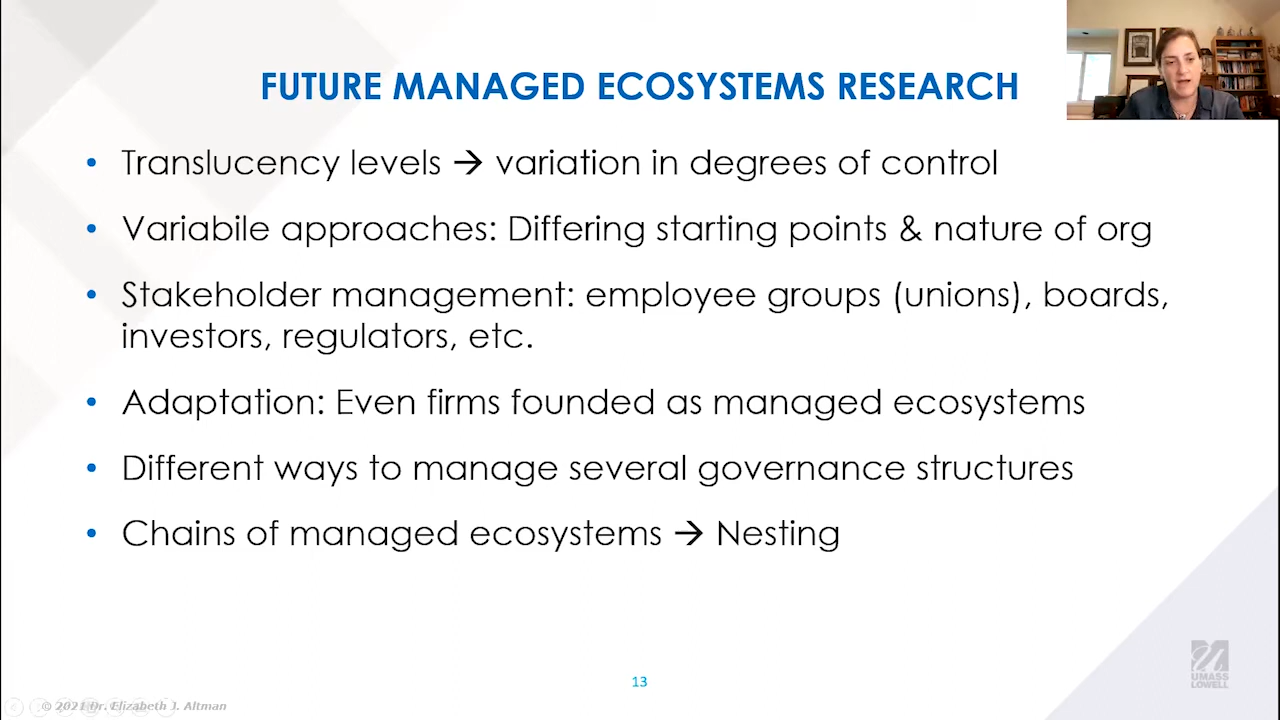 FUTURE MANAGED ECOSYSTEMS RESEARCH
• Translucency levels → variation in degrees of control
• Variabile approaches: Differing starting points & nature of org
• Stakeholder management: employee groups (unions), boards,
investors, regulators, etc.
• Adaptation: Even firms founded as managed ecosystems
• Different ways to manage several governance structures
• Chains of managed ecosystems → Nesting
13
UMASS
LOWELL
© 2021 Dr. Elizabeth J. Altman